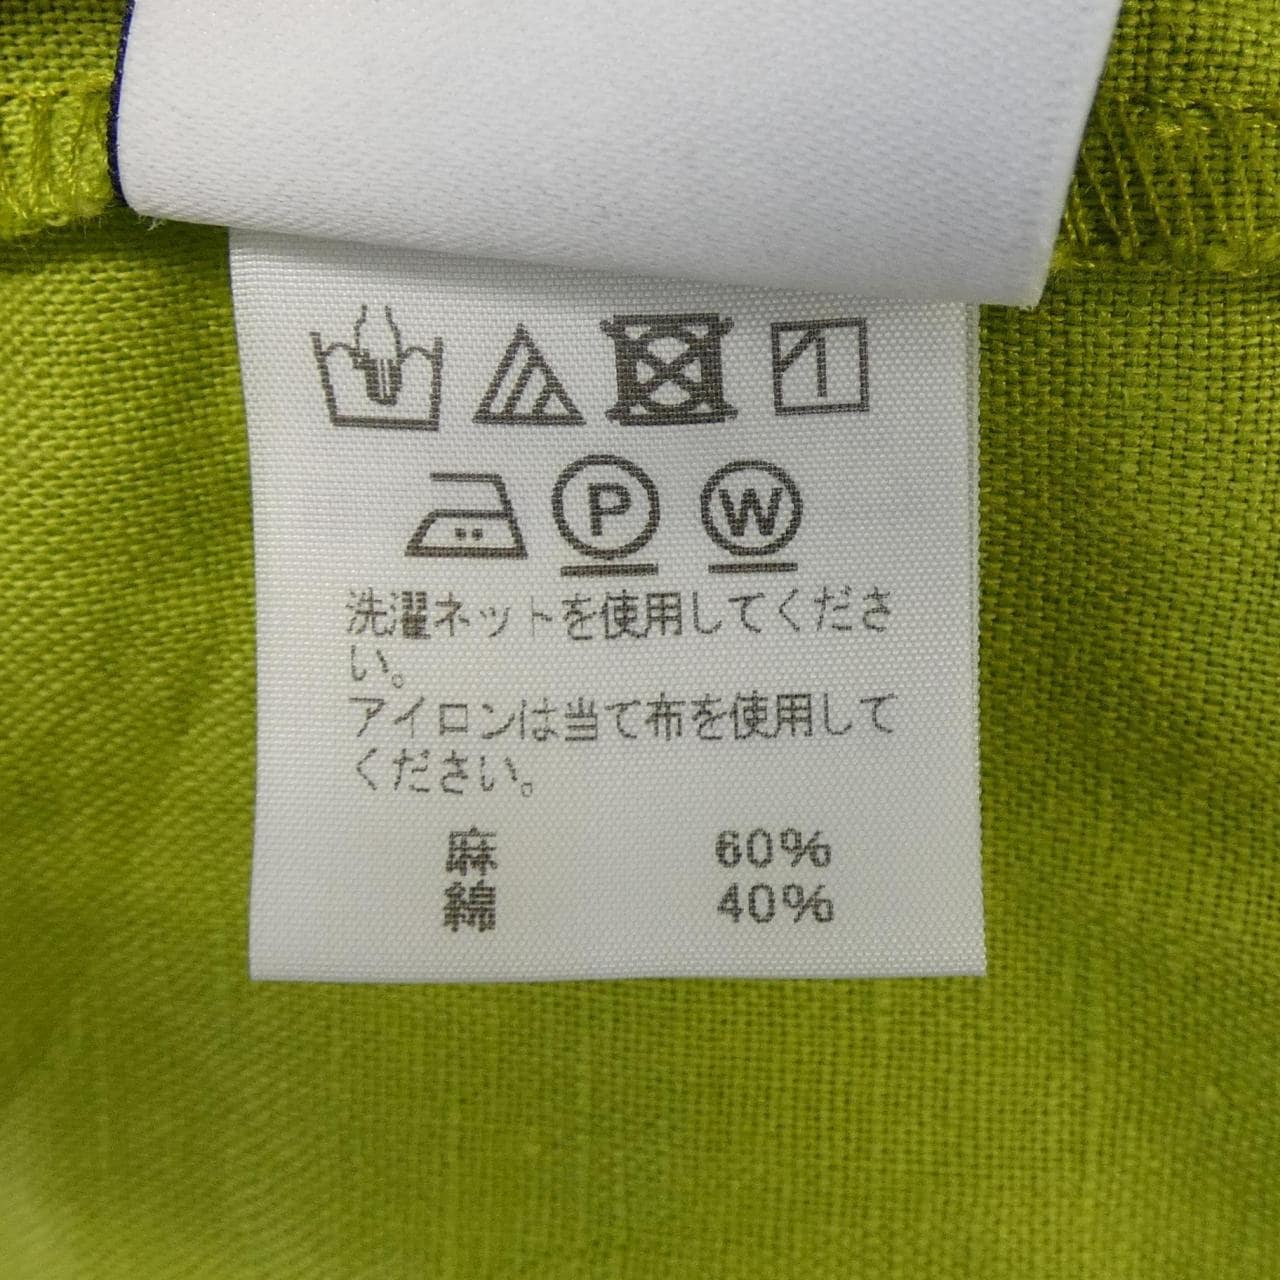 P W
洗濯ネットを使用してくださ
い。
アイロンは当て布を使用して
ください。
麻 60%
綿 40%